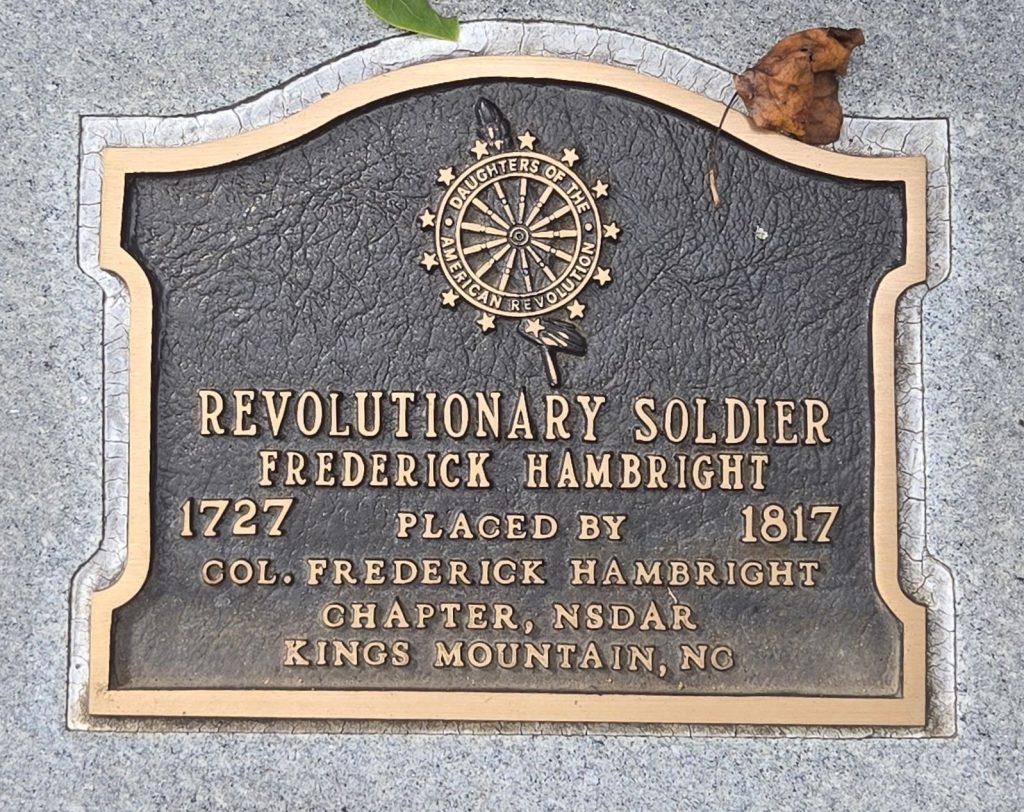 DAUGHTERS OF THE
AMERICAN REVOLUTION
REVOLUTIONARY SOLDIER
FREDERICK HAMBRIGHT
1727 PLACED BY 1817
COL. FREDERICK HAMBRIGHT
CHAPTER, NSDAR
KINGS MOUNTAIN, NC